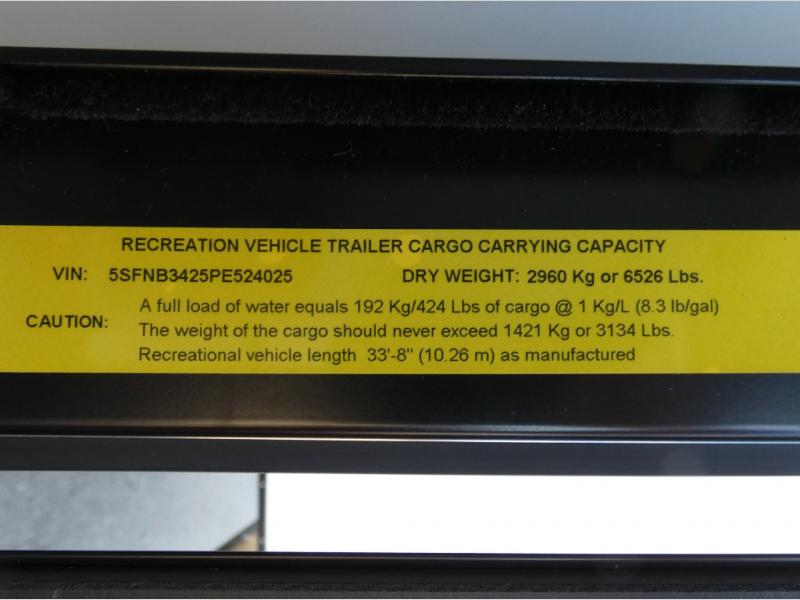 RECREATION VEHICLE TRAILER CARGO CARRYING CAPACITY
VIN: 5SFNB3425PE524025 DRY WEIGHT: 2960 Kg or 6526 Lbs.
CAUTION: A full load of water equals 192 Kg/424 Lbs of cargo @ 1 Kg/L (8.3 lb/gal)
The weight of the cargo should never exceed 1421 Kg or 3134 Lbs.
Recreational vehicle length 33'-8" (10.26 m) as manufactured